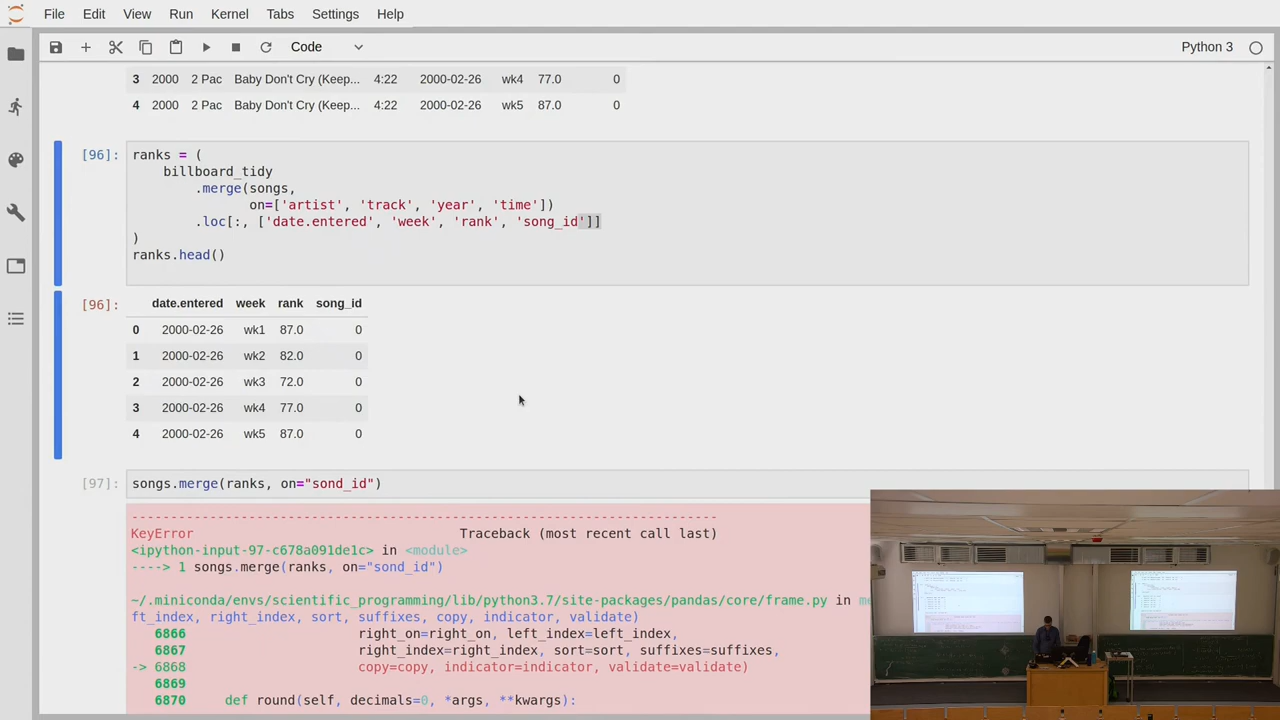 File Edit View Run Kernel Tabs Settings Help
Code Python 3
3 2000 2 Pac Baby Don't Cry (Keep... 4:22 2000-02-26 wk4 77.0 0
4 2000 2 Pac Baby Don't Cry (Keep... 4:22 2000-02-26 wk5 87.0 0
[96]: ranks = (
billboard_tidy
.merge(songs,
on=['artist', 'track', 'year', 'time'])
.loc[:, ['date.entered', 'week', 'rank', 'song_id']]
)
ranks.head()
[96]: date.entered week rank song_id
0 2000-02-26 wk1 87.0 0
1 2000-02-26 wk2 82.0 0
2 2000-02-26 wk3 72.0 0
3 2000-02-26 wk4 77.0 0
4 2000-02-26 wk5 87.0 0
[97]: songs.merge(ranks, on="sond_id")
---------------------------------------------------------------------------
KeyError Traceback (most recent call last)
<ipython-input-97-c678a091de1c> in <module>
----> 1 songs.merge(ranks, on="sond_id")
~/.miniconda/envs/scientific_programming/lib/python3.7/site-packages/pandas/core/frame.py in
ft_index, right_index, sort, suffixes, copy, indicator, validate)
6866 right_on=right_on, left_index=left_index,
6867 right_index=right_index, sort=sort, suffixes=suffixes,
-> 6868 copy=copy, indicator=indicator, validate=validate)
6869
6870 def round(self, decimals=0, *args, **kwargs):